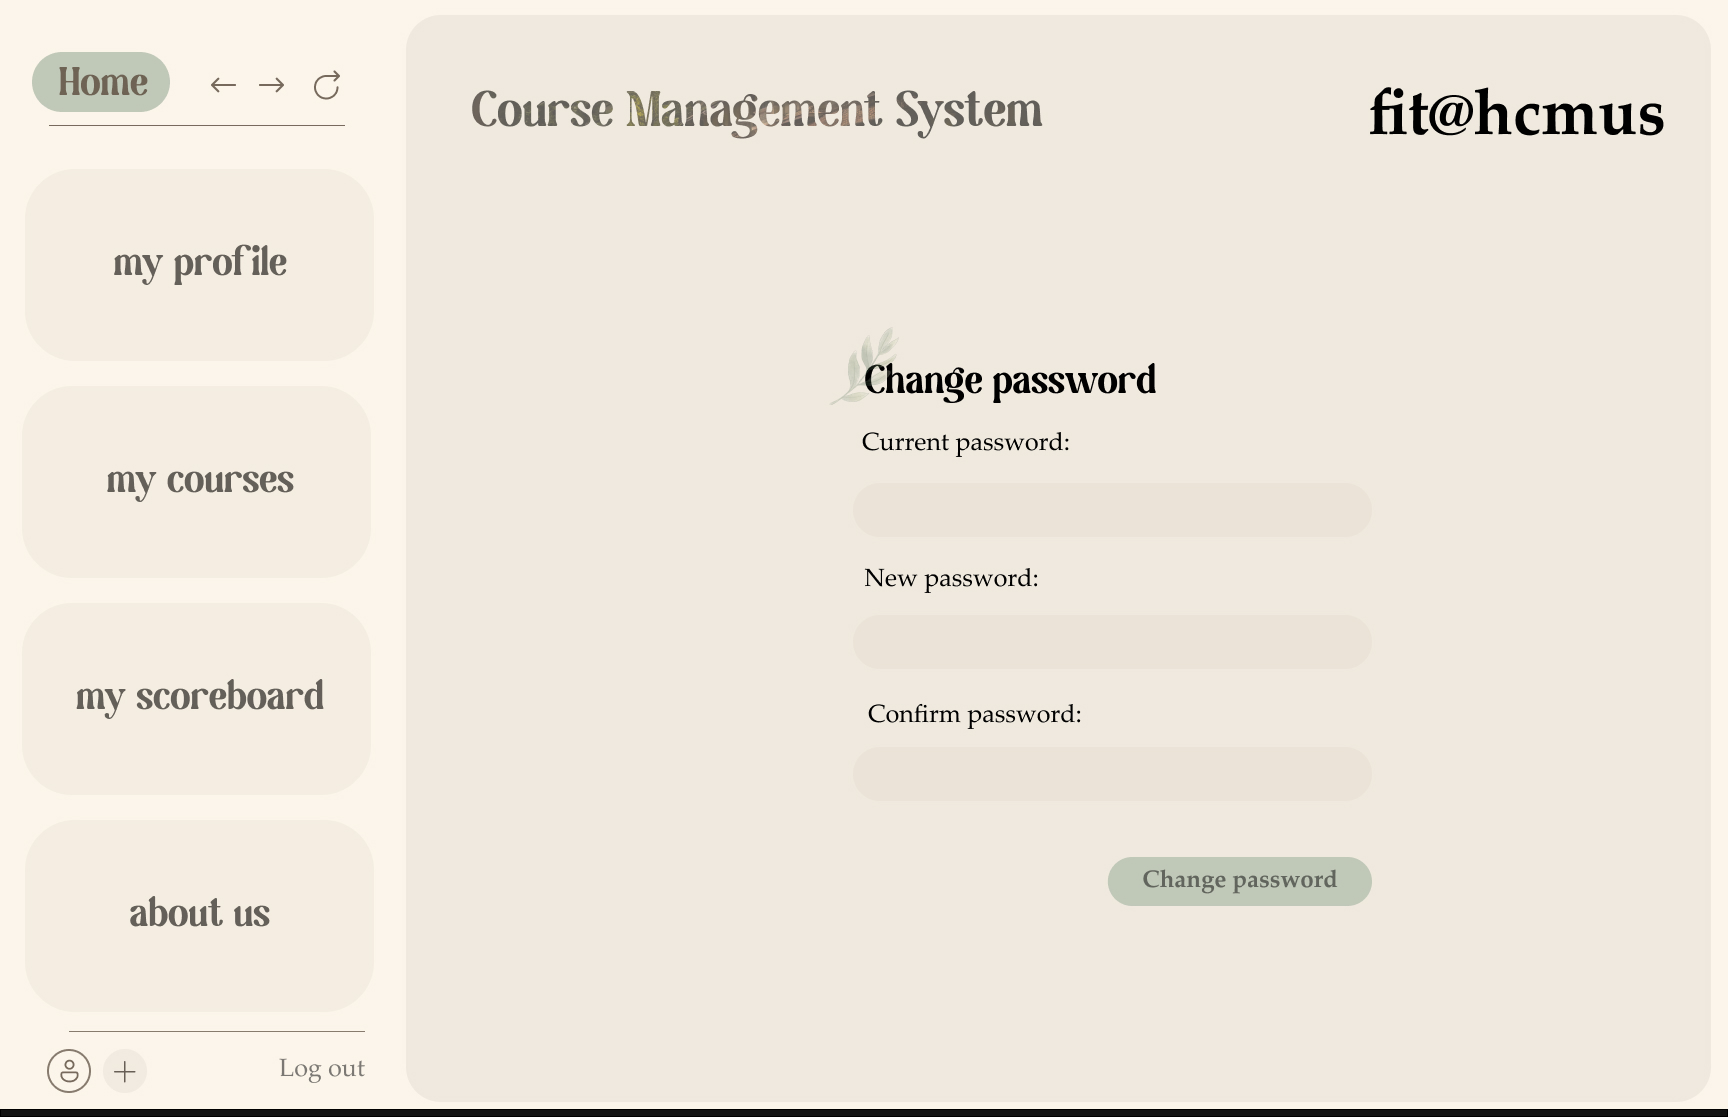 Home
Course Management System
fit@hcmus
my profile
my courses
my scoreboard
about us
Log out
Change password
Current password:
New password:
Confirm password:
Change password